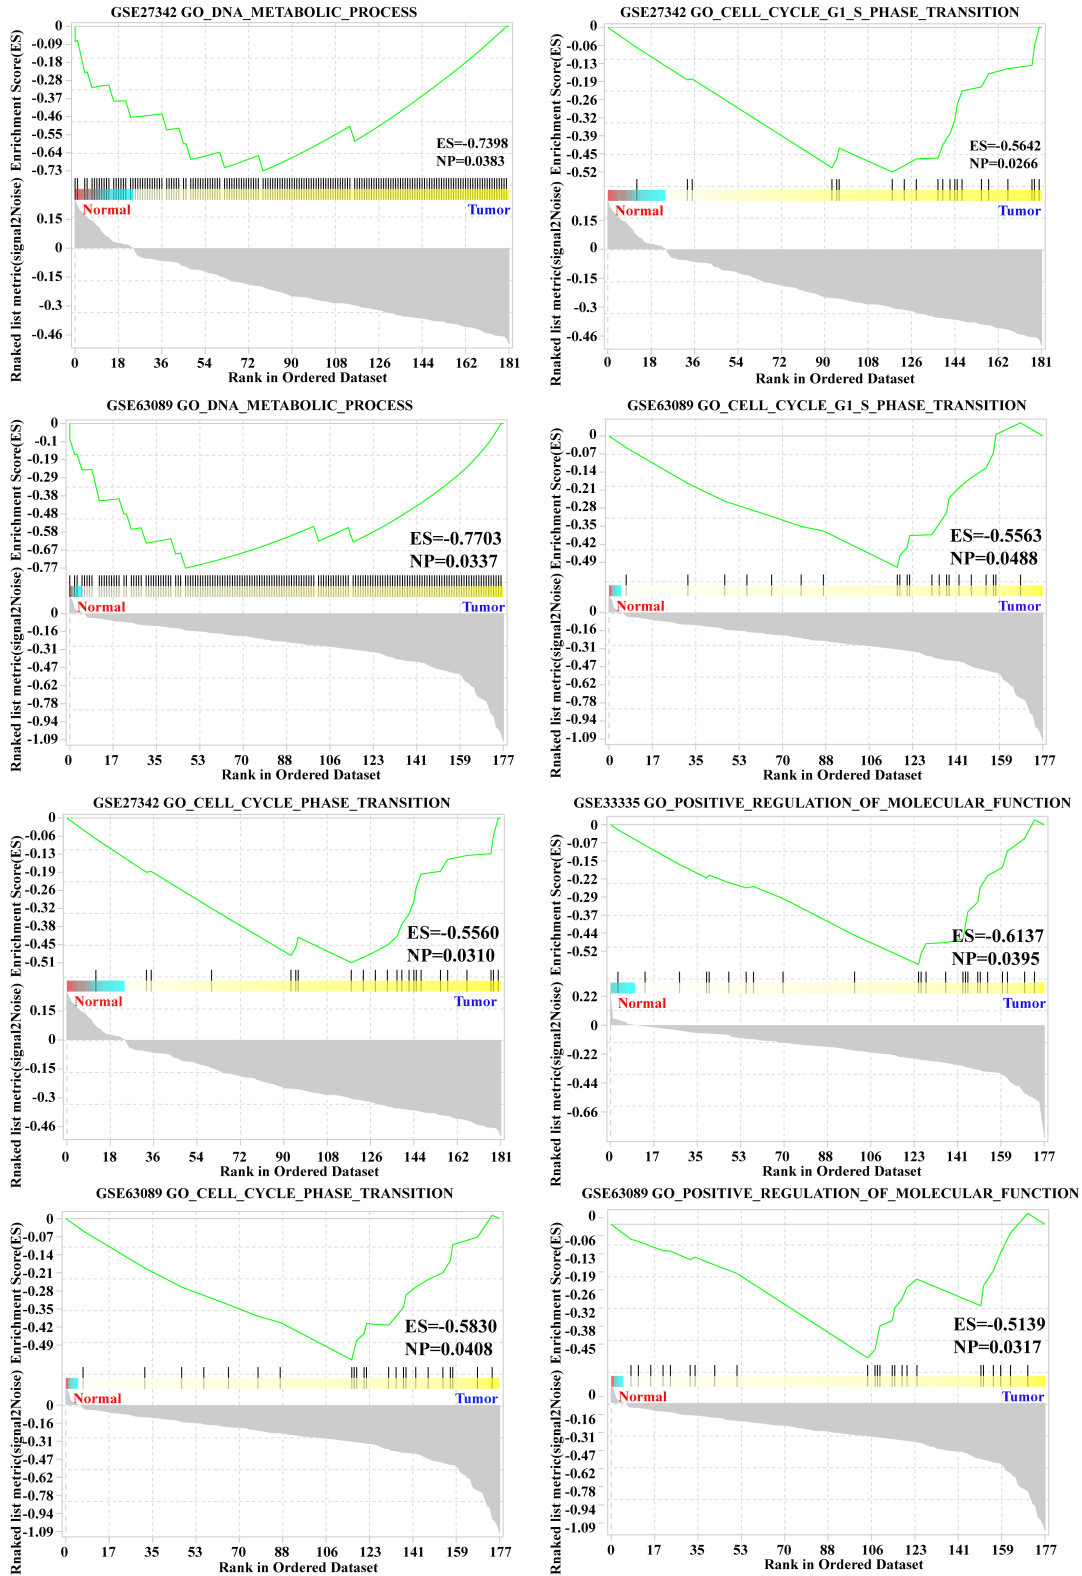 GSE27342 GO_DNA_METABOLIC_PROCESS
Enrichment Score(ES)
0
-0.09
-0.18
-0.28
-0.37
-0.46
-0.55
-0.64
-0.73
ES=-0.7398
NP=0.0383
Normal
Tumor
Rnaked list metric(signal2Noise)
0.15
0
-0.15
-0.3
-0.46
0 18 36 54 72 90 108 126 144 162 181
Rank in Ordered Dataset
GSE27342 GO_CELL_CYCLE_G1_S_PHASE_TRANSITION
Enrichment Score(ES)
0
-0.06
-0.13
-0.19
-0.26
-0.32
-0.39
-0.45
-0.52
ES=-0.5642
NP=0.0266
Normal
Tumor
Rnaked list metric(signal2Noise)
0.15
0
-0.15
-0.3
-0.46
0 18 36 54 72 90 108 126 144 162 181
Rank in Ordered Dataset
GSE63089 GO_DNA_METABOLIC_PROCESS
Enrichment Score(ES)
0
-0.1
-0.19
-0.29
-0.38
-0.48
-0.58
-0.67
-0.77
ES=-0.7703
NP=0.0337
Normal
Tumor
Rnaked list metric(signal2Noise)
0
-0.16
-0.31
-0.47
-0.62
-0.78
-0.94
-1.09
0 17 35 53 70 88 106 123 141 159 177
Rank in Ordered Dataset
GSE63089 GO_CELL_CYCLE_G1_S_PHASE_TRANSITION
Enrichment Score(ES)
0
-0.07
-0.14
-0.21
-0.28
-0.35
-0.42
-0.49
ES=-0.5563
NP=0.0488
Normal
Tumor
Rnaked list metric(signal2Noise)
0
-0.16
-0.31
-0.47
-0.62
-0.78
-0.94
-1.09
0 17 35 53 70 88 106 123 141 159 177
Rank in Ordered Dataset
GSE27342 GO_CELL_CYCLE_PHASE_TRANSITION
Enrichment Score(ES)
0
-0.06
-0.13
-0.19
-0.26
-0.32
-0.38
-0.45
-0.51
ES=-0.5560
NP=0.0310
Normal
Tumor
Rnaked list metric(signal2Noise)
0.15
0
-0.15
-0.3
-0.46
0 18 36 54 72 90 108 126 144 162 181
Rank in Ordered Dataset
GSE33335 GO_POSITIVE_REGULATION_OF_MOLECULAR_FUNCTION
Enrichment Score(ES)
0
-0.07
-0.15
-0.22
-0.29
-0.37
-0.44
-0.52
ES=-0.6137
NP=0.0395
Normal
Tumor
Rnaked list metric(signal2Noise)
0.22
0
-0.22
-0.44
-0.66
0 17 35 53 70 88 106 123 141 159 177
Rank in Ordered Dataset
GSE63089 GO_CELL_CYCLE_PHASE_TRANSITION
Enrichment Score(ES)
0
-0.07
-0.14
-0.21
-0.28
-0.35
-0.42
-0.49
ES=-0.5830
NP=0.0408
Normal
Tumor
Rnaked list metric(signal2Noise)
0
-0.16
-0.31
-0.47
-0.62
-0.78
-0.94
-1.09
0 17 35 53 70 88 106 123 141 159 177
Rank in Ordered Dataset
GSE63089 GO_POSITIVE_REGULATION_OF_MOLECULAR_FUNCTION
Enrichment Score(ES)
0
-0.06
-0.13
-0.19
-0.26
-0.32
-0.38
-0.45
ES=-0.5139
NP=0.0317
Normal
Tumor
Rnaked list metric(signal2Noise)
0
-0.16
-0.31
-0.47
-0.62
-0.78
-0.94
-1.09
0 17 35 53 70 88 106 123 141 159 177
Rank in Ordered Dataset